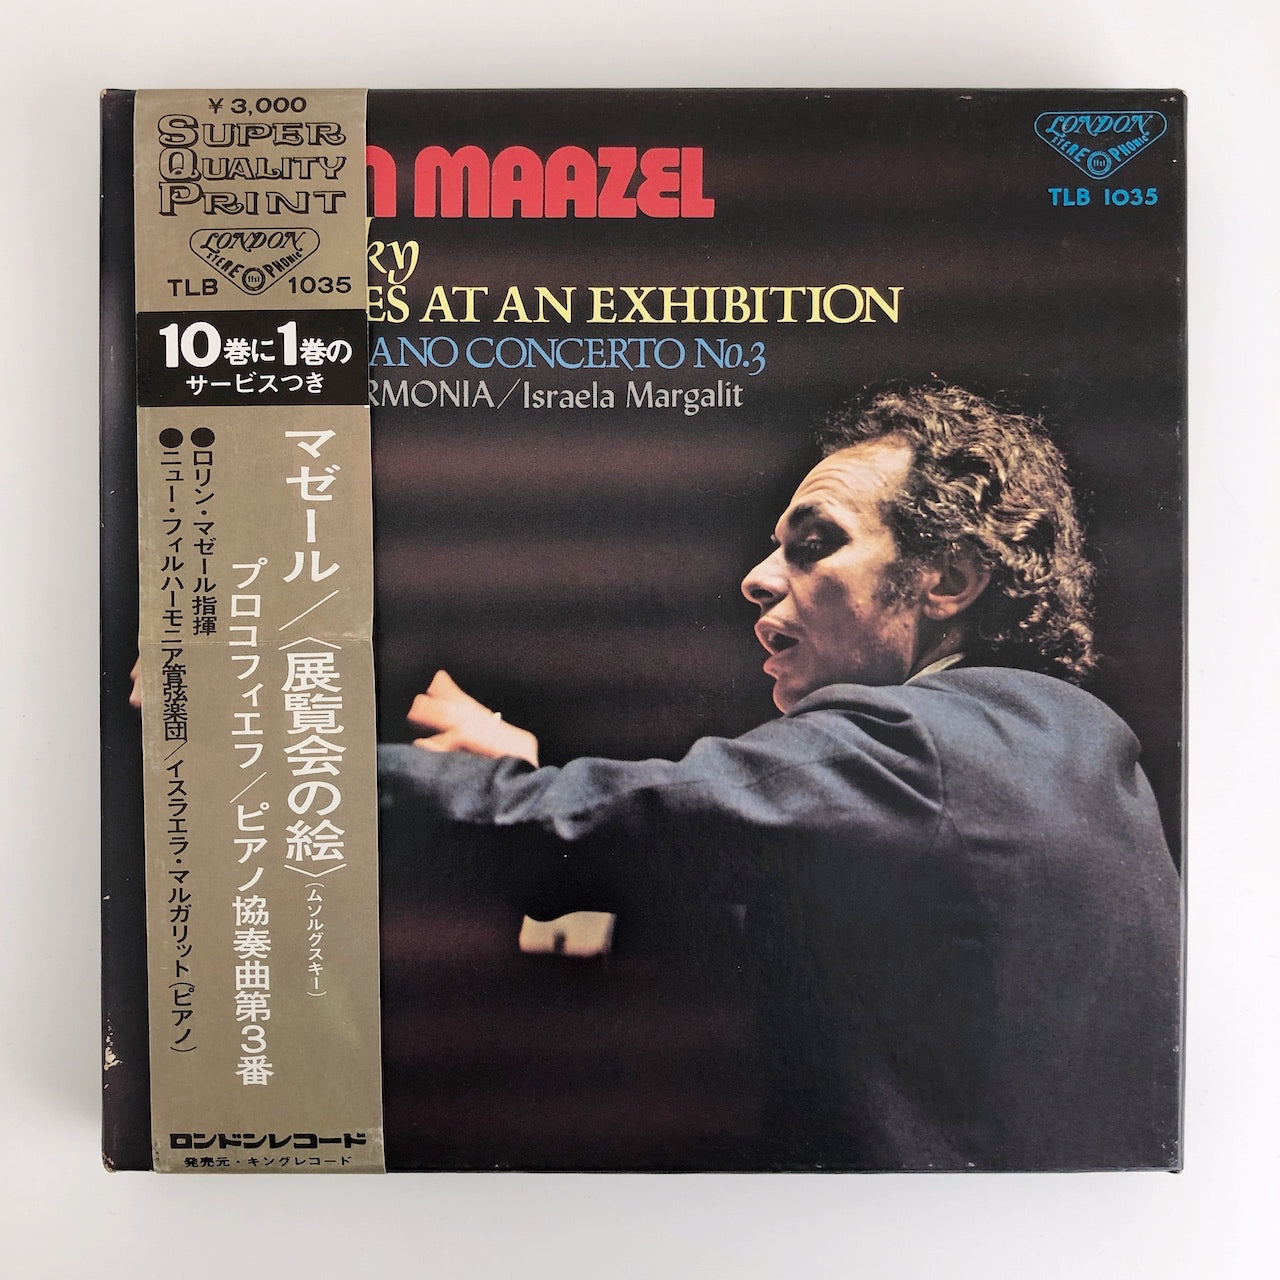 ¥3,000
SUPER
QUALITY
PRINT
LONDON
STEREOPHONIC
ffss
TLB 1035
10巻に1巻の
サービスつき
マゼール/〈展覧会の絵〉(ムソルグスキー)
プロコフィエフ/ピアノ協奏曲第3番
●ロリン・マゼール指揮
●ニュー・フィルハーモニア管弦楽団/イスラエラ・マルガリット(ピアノ)
ロンドンレコード
発売元・キングレコード
MAAZEL
ky
ES AT AN EXHIBITION
ANO CONCERTO No.3
RMONIA/Israela Margalit
LONDON
STEREOPHONIC
ffss
TLB 1035